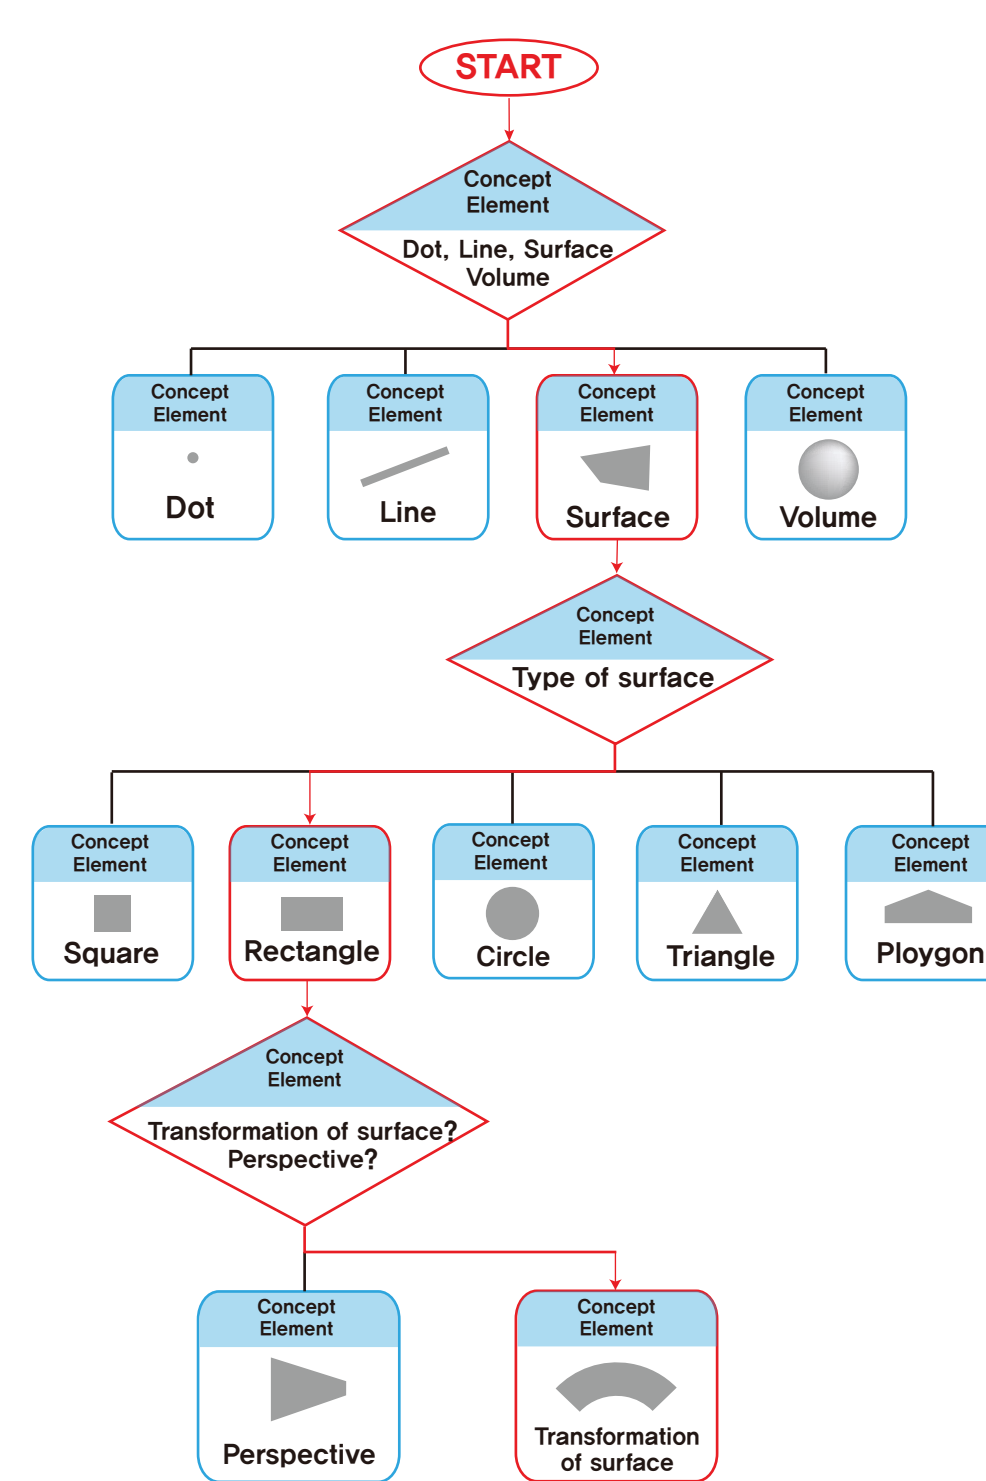 START
Concept
Element
Dot, Line, Surface
Volume
Concept
Element
Dot
Concept
Element
Line
Concept
Element
Surface
Concept
Element
Volume
Concept
Element
Type of surface
Concept
Element
Square
Concept
Element
Rectangle
Concept
Element
Circle
Concept
Element
Triangle
Concept
Element
Ploygon
Concept
Element
Transformation of surface?
Perspective?
Concept
Element
Perspective
Concept
Element
Transformation
of surface